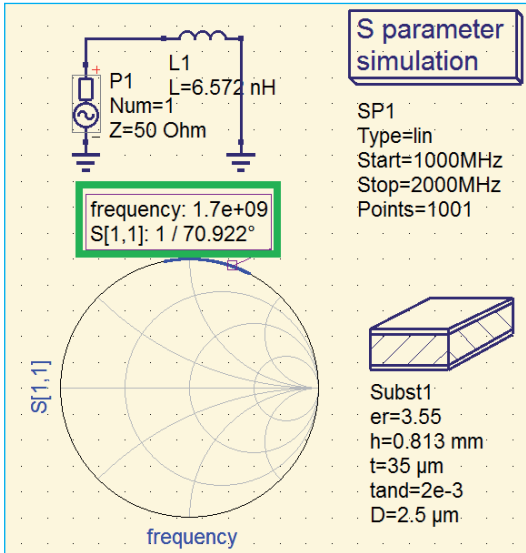 S parameter
simulation
L1
L=6.572 nH
+
P1
Num=1
Z=50 Ohm
−
SP1
Type=lin
Start=1000MHz
Stop=2000MHz
Points=1001
frequency: 1.7e+09
S[1,1]: 1 / 70.922°
S[1,1]
frequency
Subst1
er=3.55
h=0.813 mm
t=35 µm
tand=2e-3
D=2.5 µm